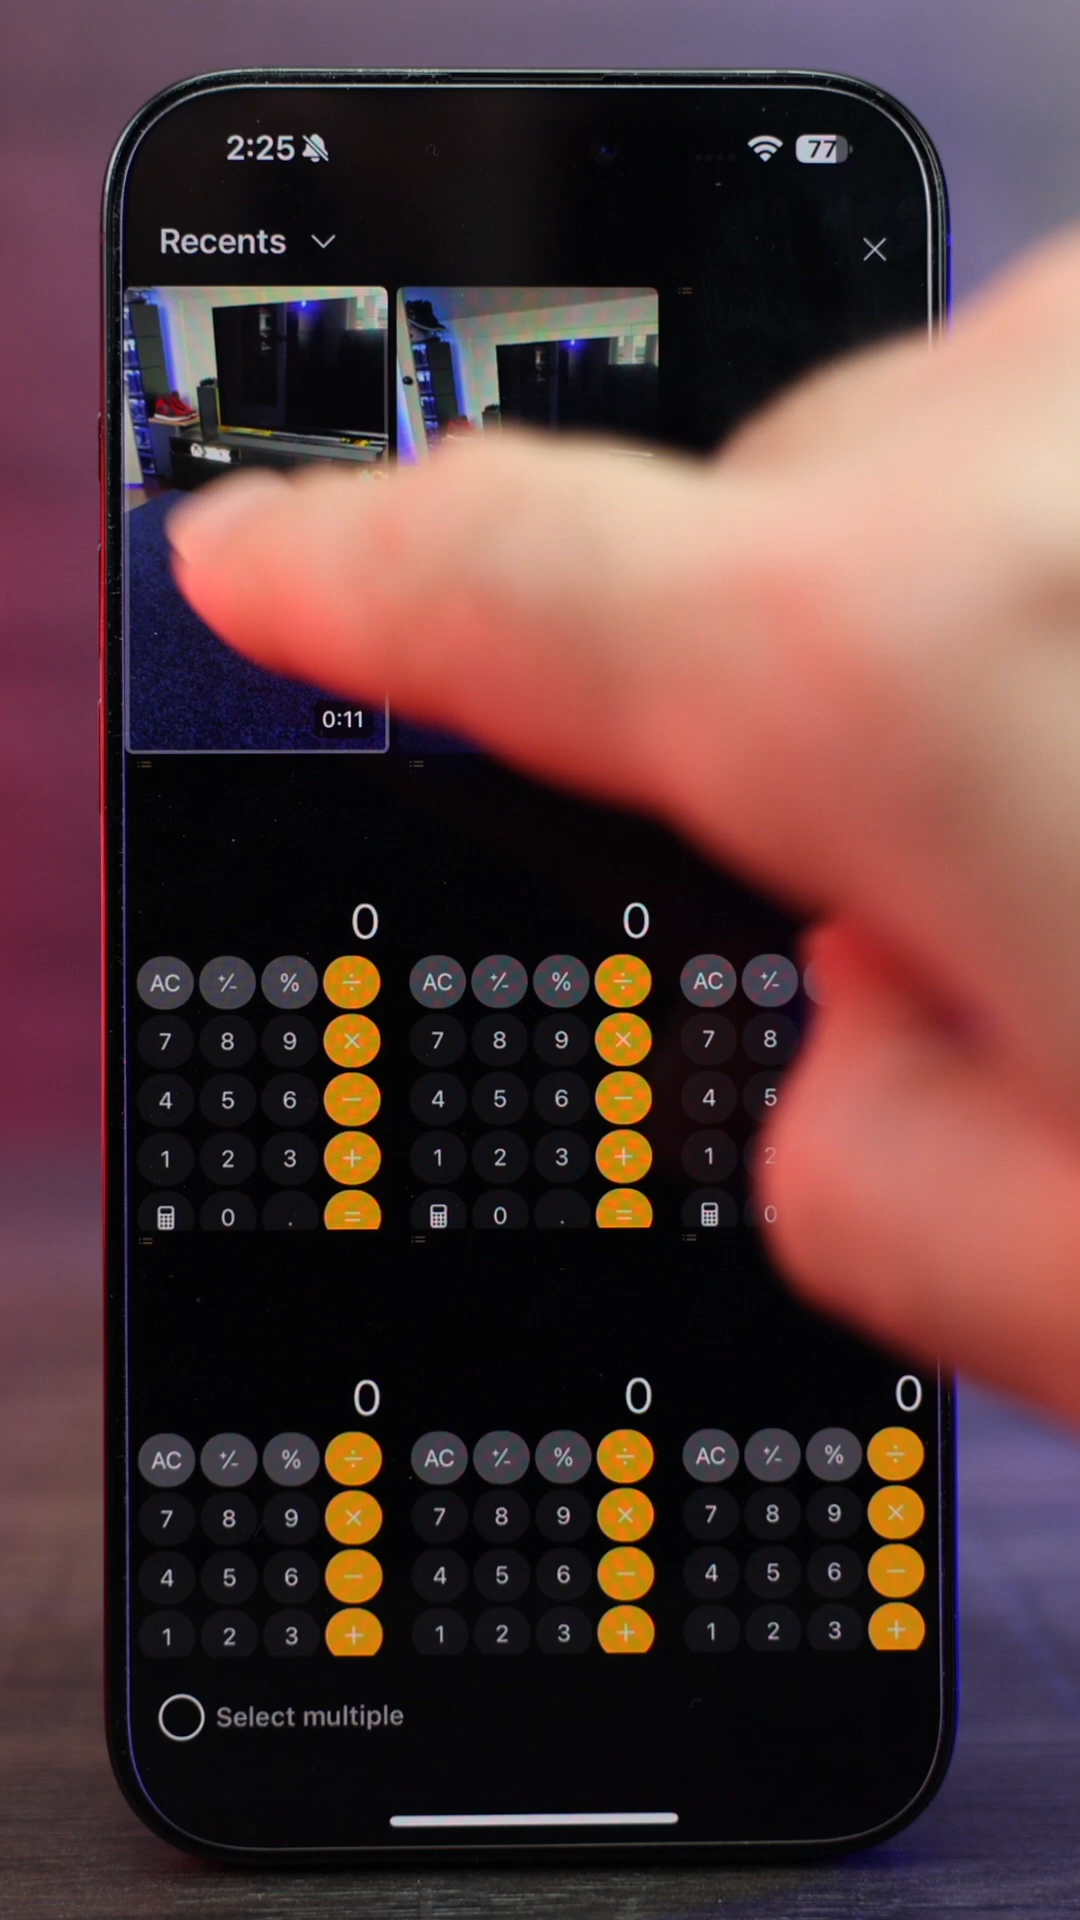 2:25 77
Recents
XBOX
0:11
0 0
AC +/- % ÷ AC +/- % ÷ AC +/-
7 8 9 × 7 8 9 × 7 8
4 5 6 − 4 5 6 − 4 5
1 2 3 + 1 2 3 + 1 2
0 . = 0 . = 0
0 0 0
AC +/- % ÷ AC +/- % ÷ AC +/- % ÷
7 8 9 × 7 8 9 × 7 8 9 ×
4 5 6 − 4 5 6 − 4 5 6 −
1 2 3 + 1 2 3 + 1 2 3 +
Select multiple